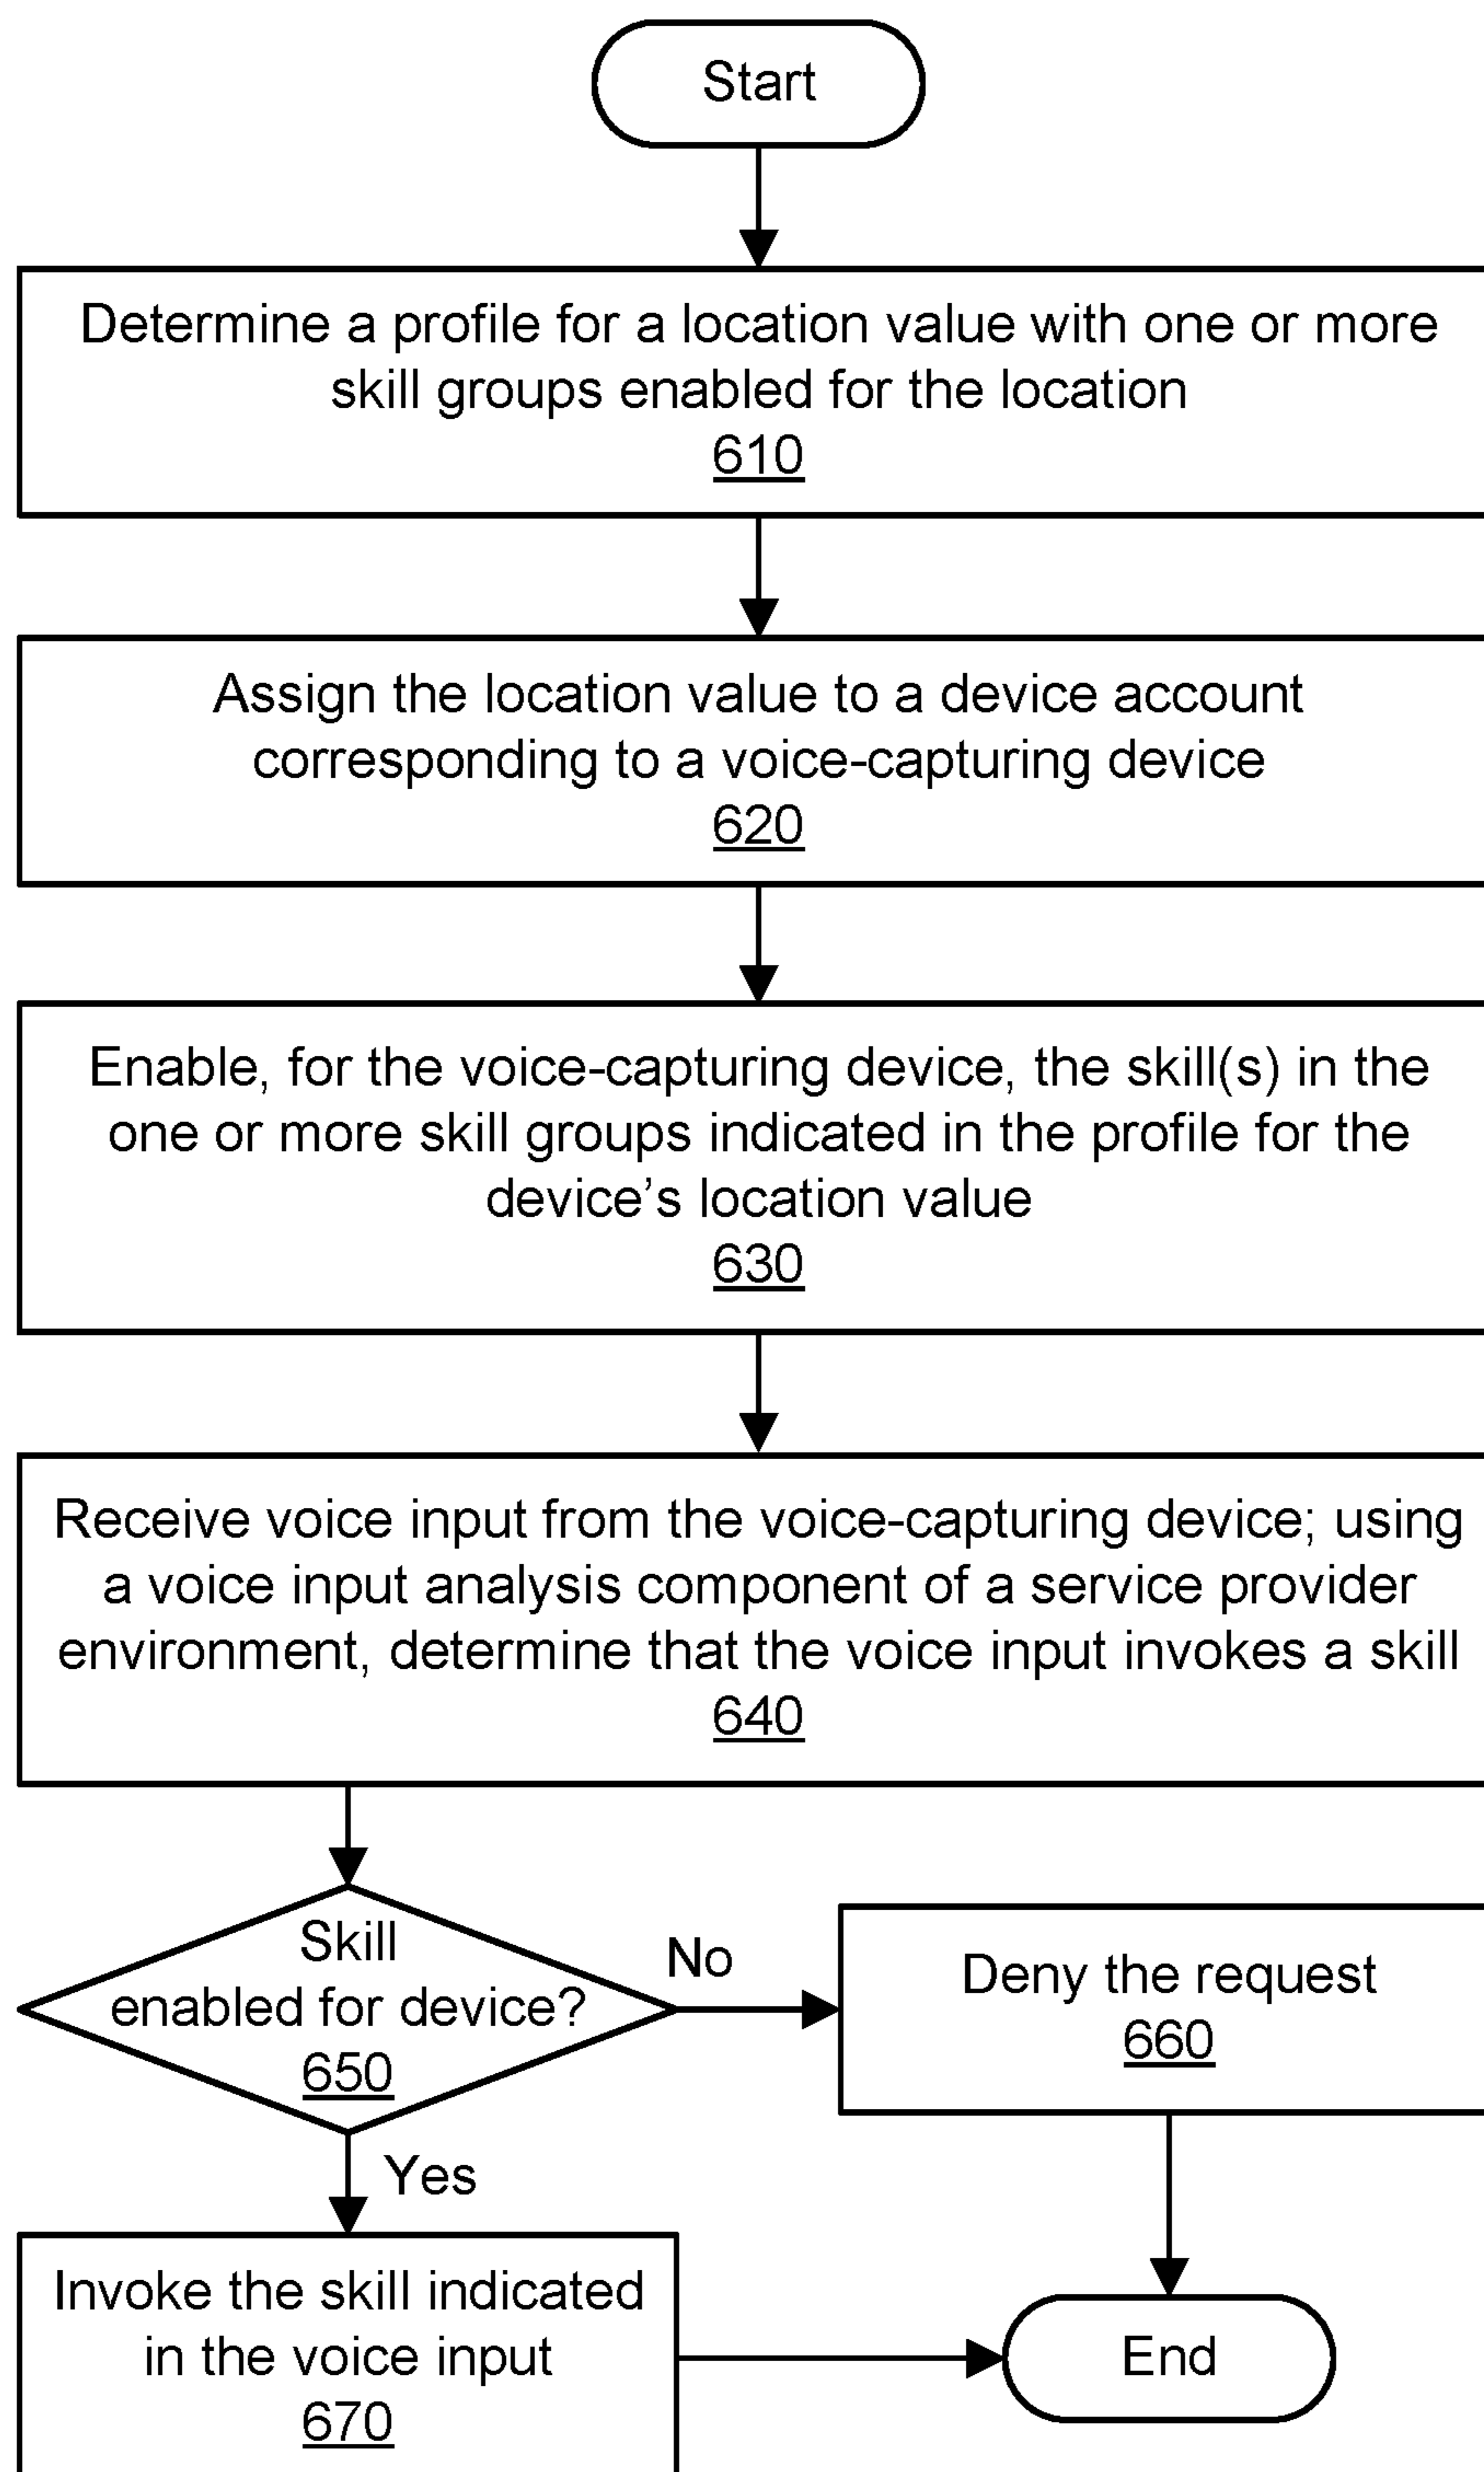 Start
Determine a profile for a location value with one or more
skill groups enabled for the location
610
Assign the location value to a device account
corresponding to a voice-capturing device
620
Enable, for the voice-capturing device, the skill(s) in the
one or more skill groups indicated in the profile for the
device’s location value
630
Receive voice input from the voice-capturing device; using
a voice input analysis component of a service provider
environment, determine that the voice input invokes a skill
640
Skill
enabled for device?
650
No
Deny the request
660
Yes
Invoke the skill indicated
in the voice input
670
End